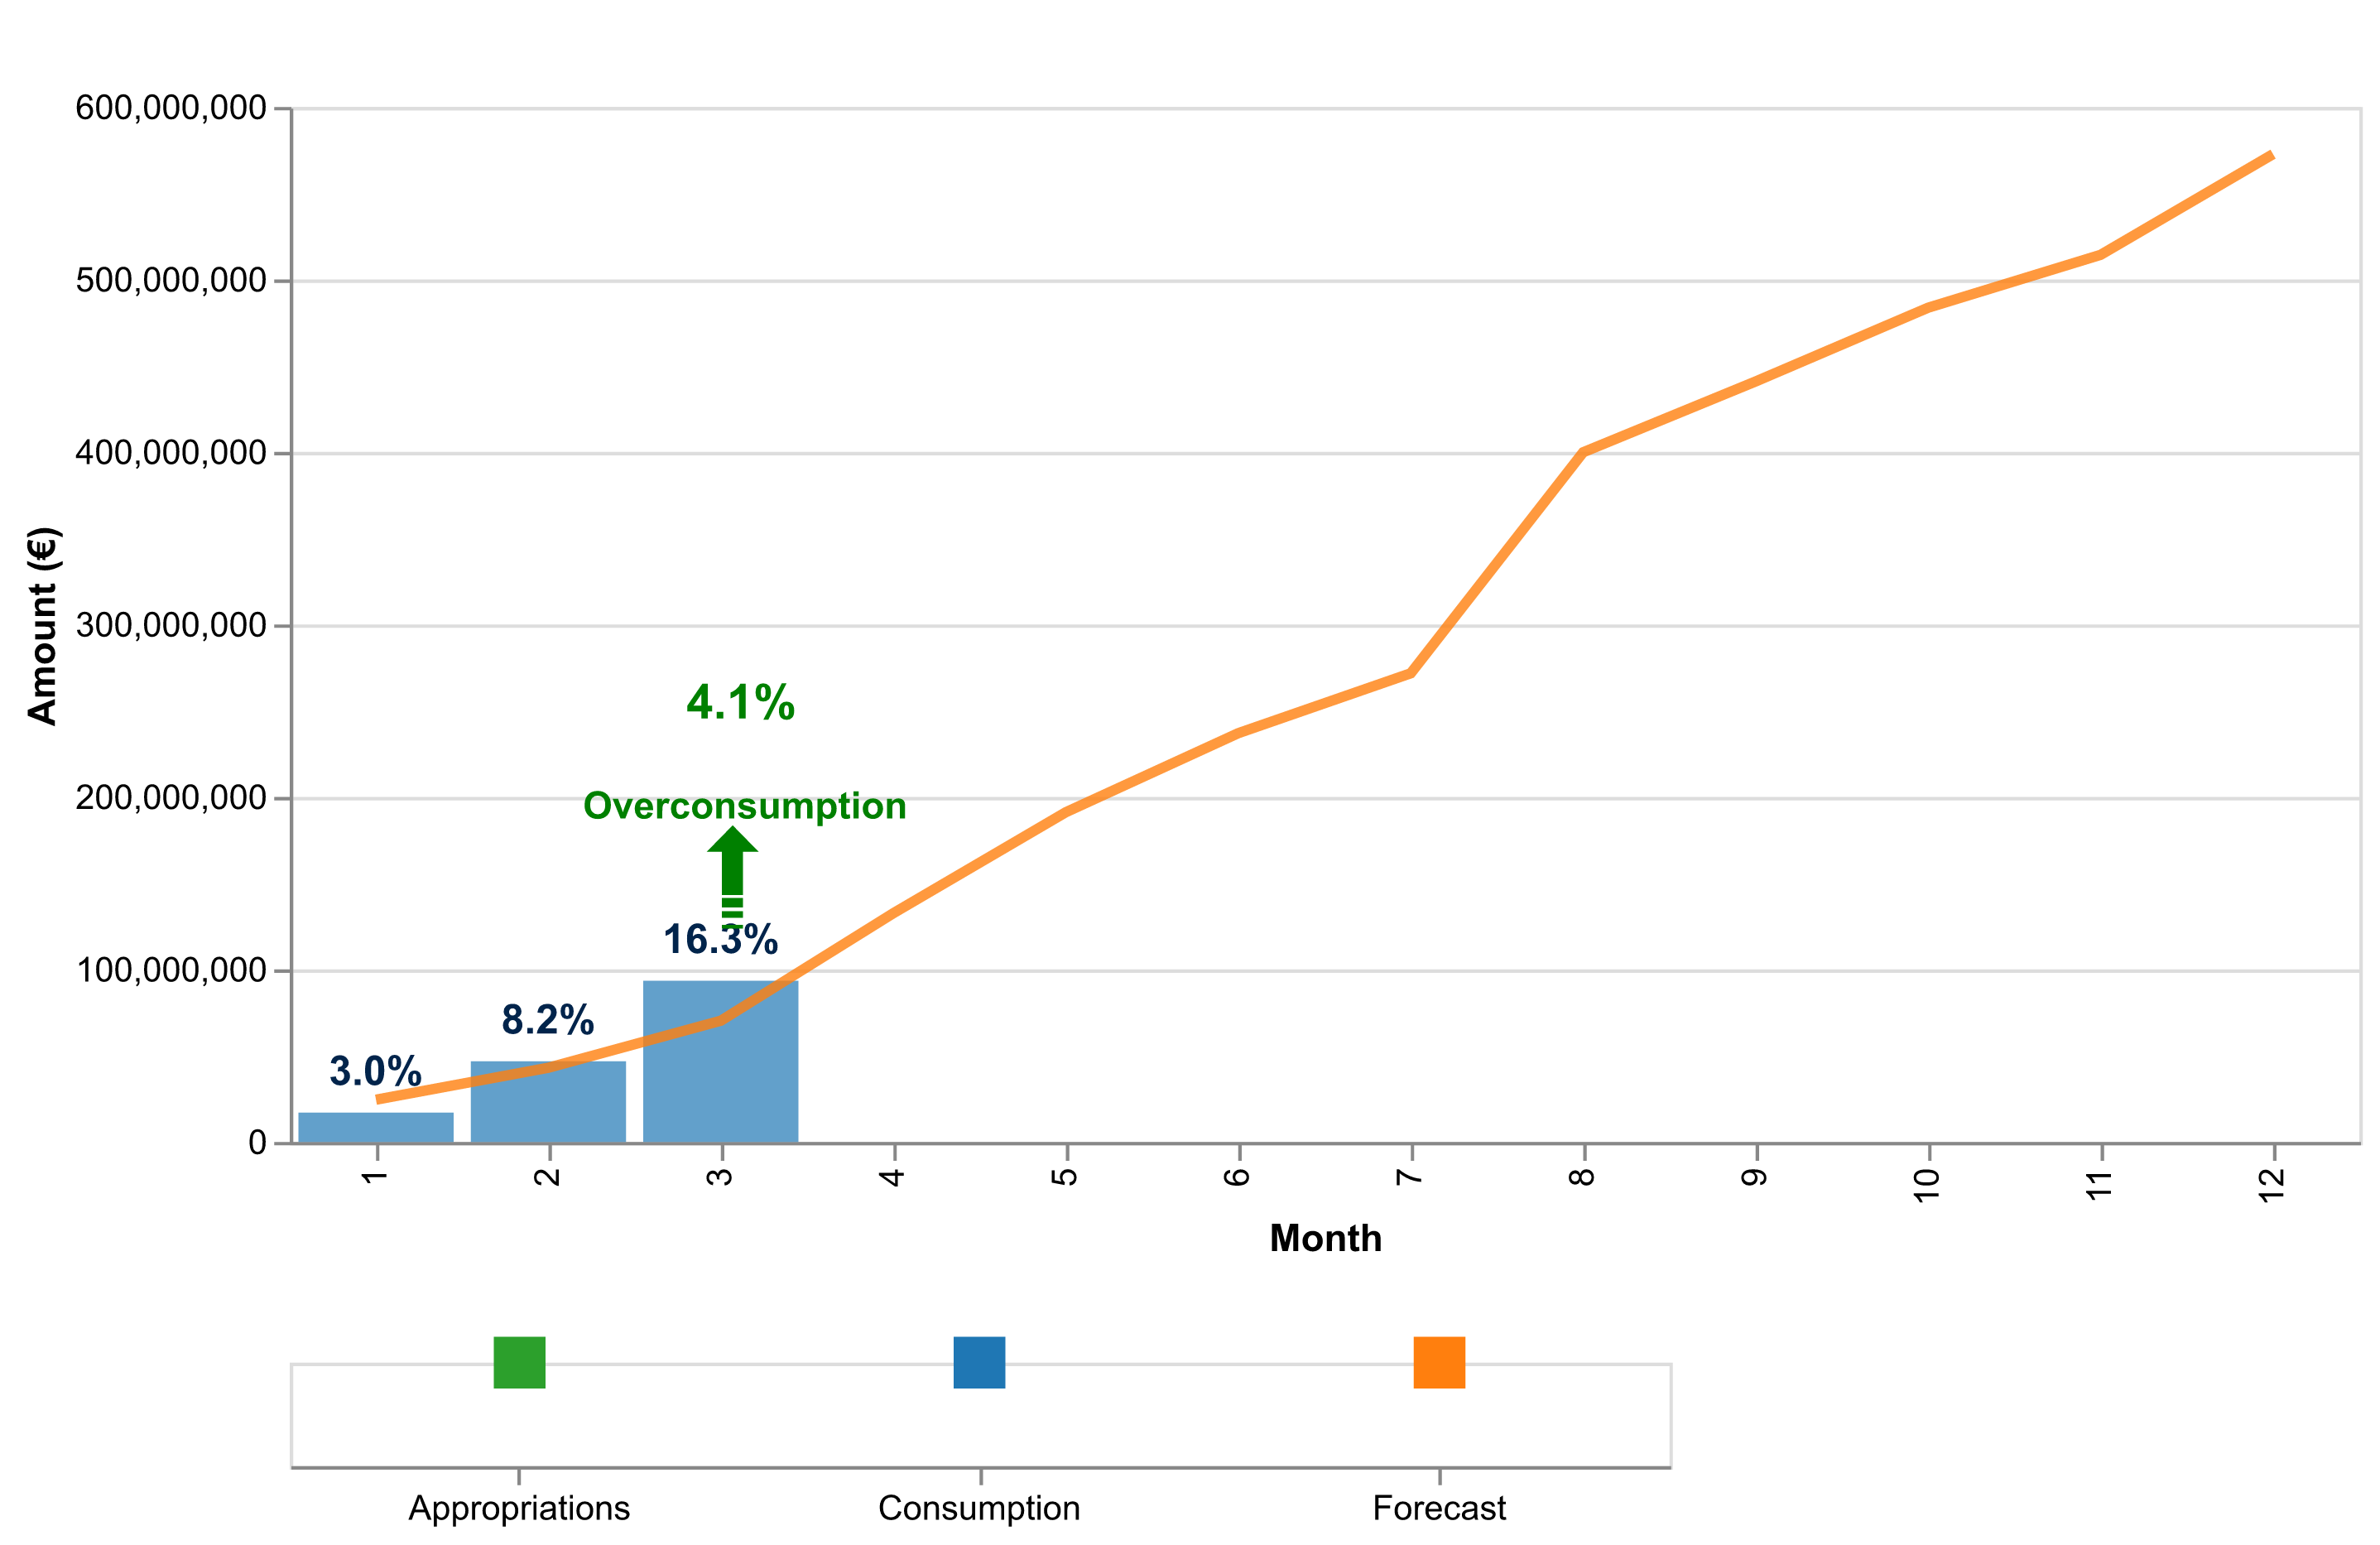 600,000,000
500,000,000
400,000,000
300,000,000
200,000,000
100,000,000
0
Amount (€)
4.1%
Overconsumption
16.3%
8.2%
3.0%
1 2 3 4 5 6 7 8 9 10 11 12
Month
Appropriations Consumption Forecast